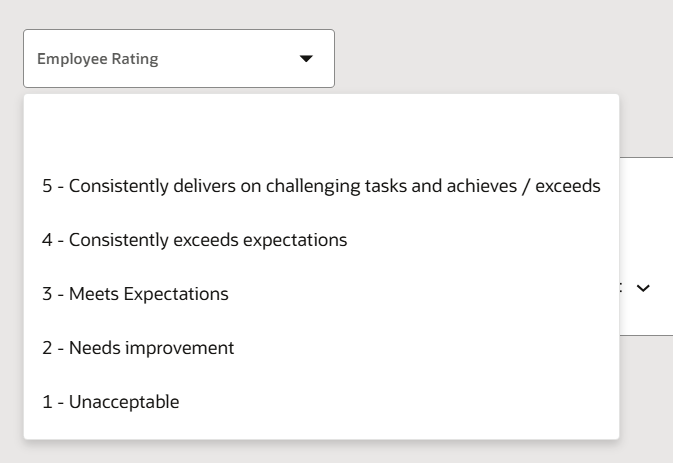 Employee Rating
5 - Consistently delivers on challenging tasks and achieves / exceeds
4 - Consistently exceeds expectations
3 - Meets Expectations
2 - Needs improvement
1 - Unacceptable